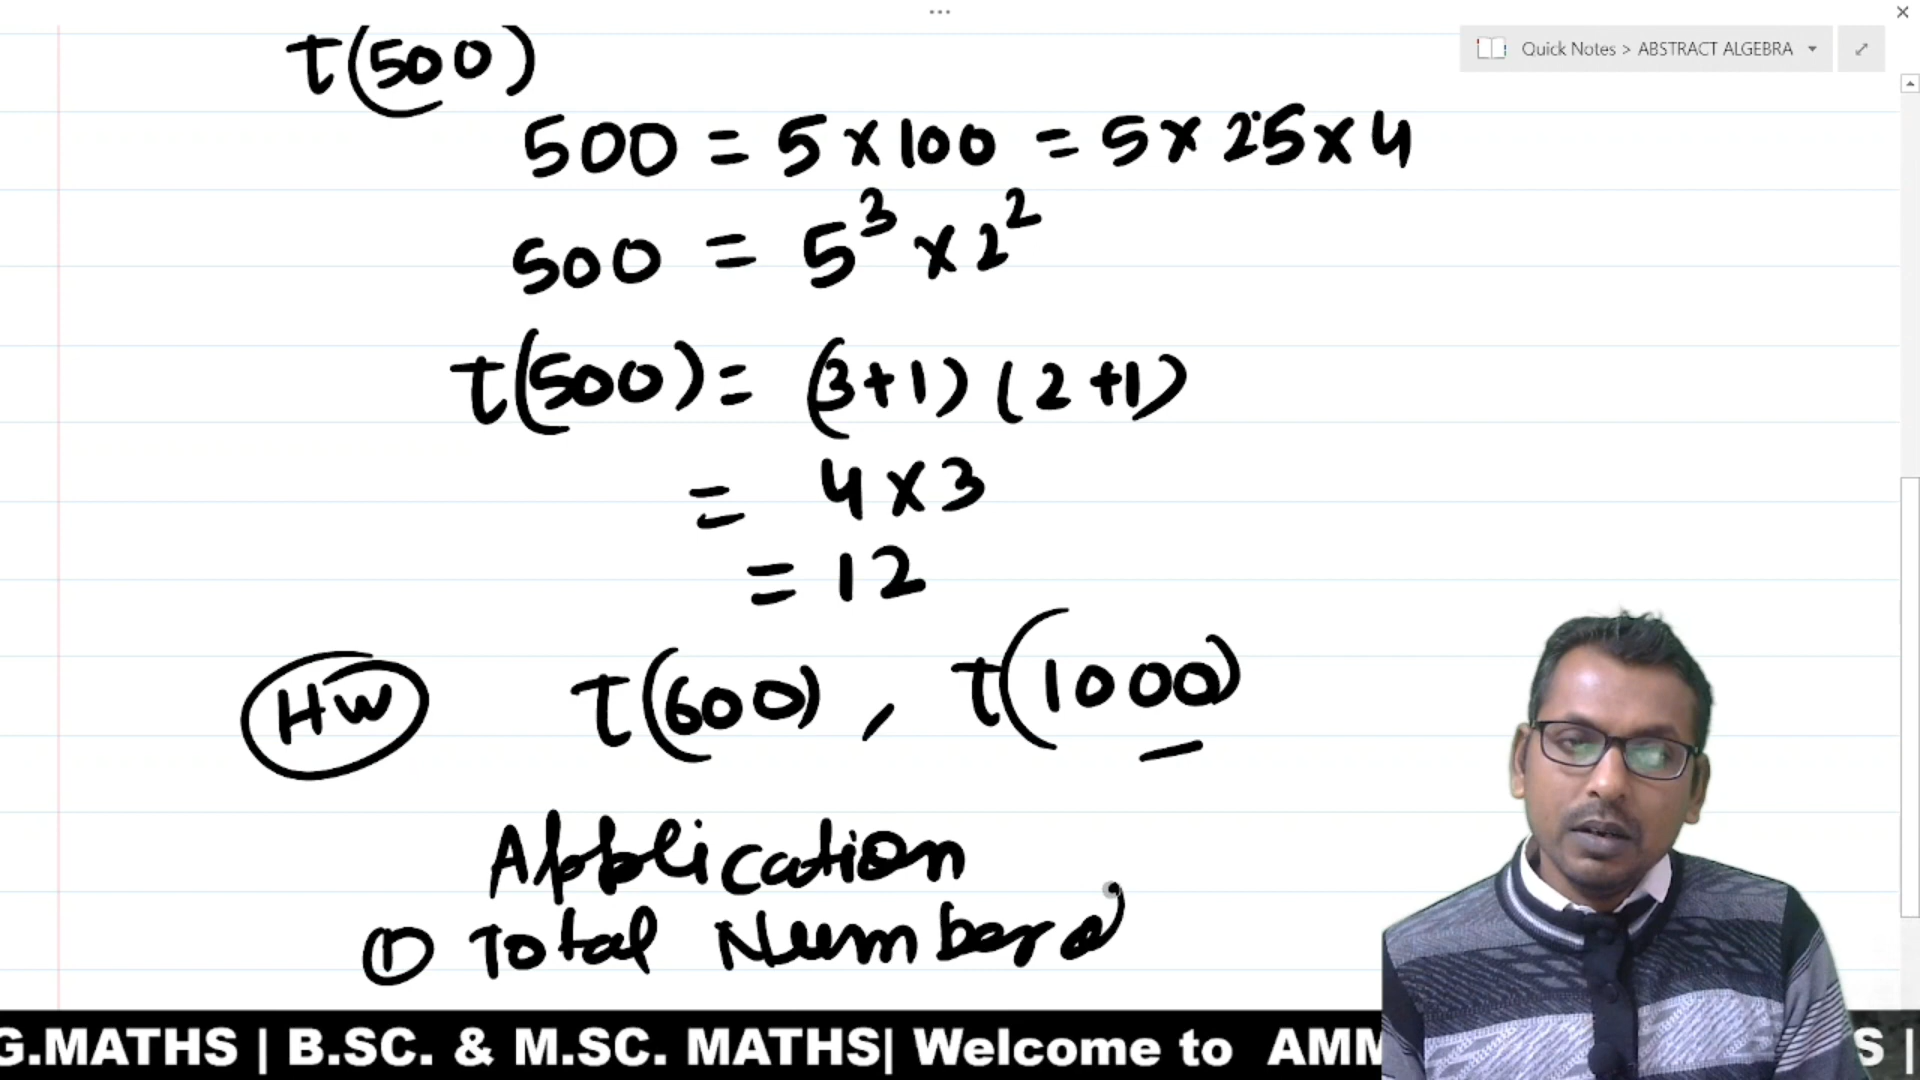 Quick Notes > ABSTRACT ALGEBRA
τ(500)
500 = 5 × 100 = 5 × 25 × 4
500 = 5³ × 2²
τ(500) = (3+1) (2+1)
= 4 × 3
= 12
HW τ(600) , τ(1000)
Application
① Total Number o
G.MATHS | B.SC. & M.SC. MATHS| Welcome to AMM
S |